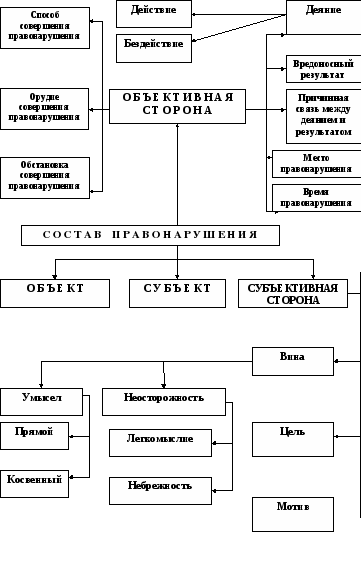 Способ
совершения
правонарушения
Действие
Деяние
Бездействие
Вредоносный
результат
Орудие
совершения
правонарушения
ОБЪЕКТИВНАЯ
СТОРОНА
Причинная
связь между
деянием и
результатом
Обстановка
совершения
правонарушения
Место
правонарушения
Время
правонарушения
СОСТАВ ПРАВОНАРУШЕНИЯ
ОБЪЕКТ
СУБЪЕКТ
СУБЪЕКТИВНАЯ
СТОРОНА
Вина
Умысел
Неосторожность
Прямой
Легкомыслие
Цель
Косвенный
Небрежность
Мотив